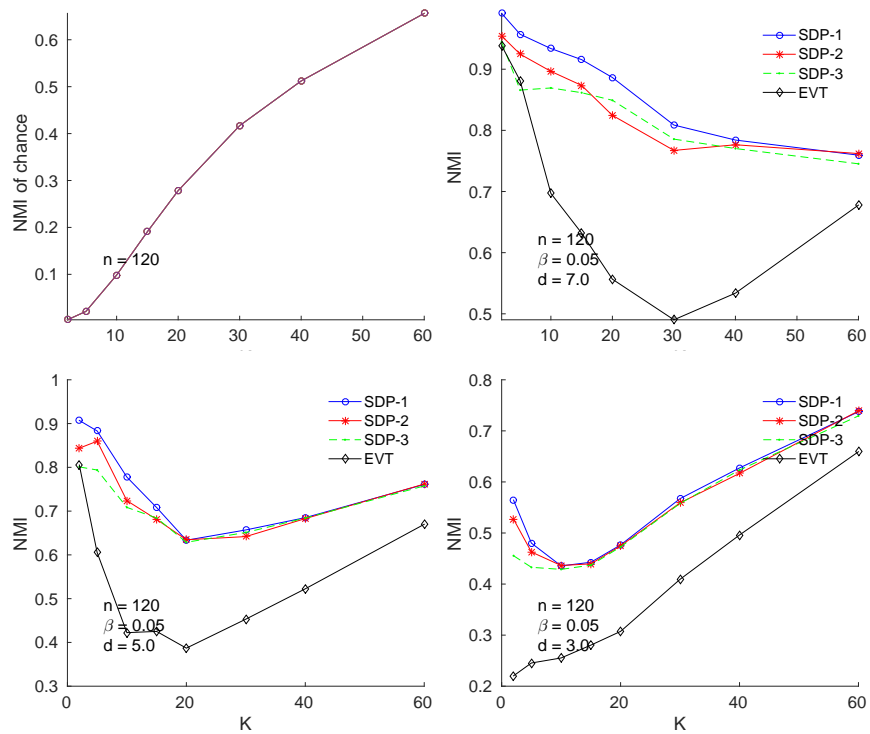 NMI of chance
0.6
0.5
0.4
0.3
0.2
0.1
n = 120
10 20 30 40 50 60
NMI
0.9
0.8
0.7
0.6
0.5
SDP-1
SDP-2
SDP-3
EVT
n = 120
β = 0.05
d = 7.0
10 20 30 40 50 60
NMI
1
0.9
0.8
0.7
0.6
0.5
0.4
0.3
SDP-1
SDP-2
SDP-3
EVT
n = 120
β = 0.05
d = 5.0
0 20 40 60
K
NMI
0.8
0.7
0.6
0.5
0.4
0.3
0.2
SDP-1
SDP-2
SDP-3
EVT
n = 120
β = 0.05
d = 3.0
0 20 40 60
K